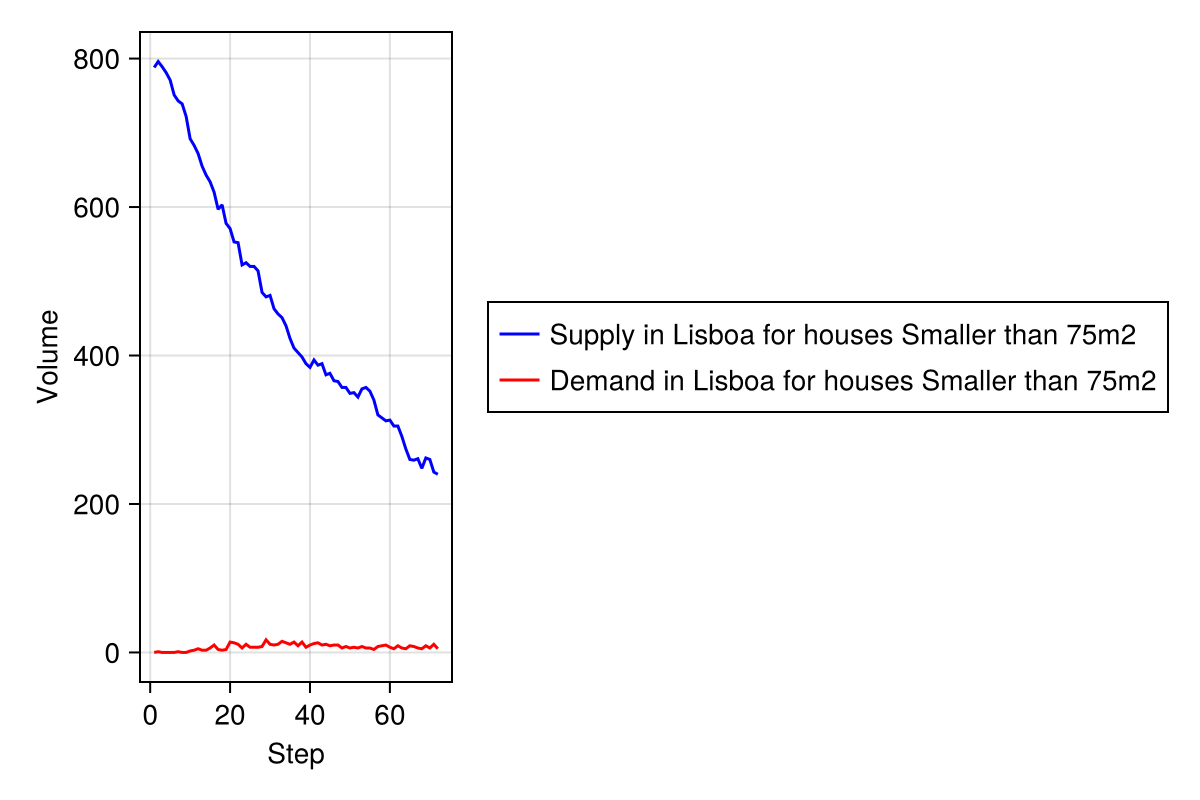 800
600
400
200
0
Volume
0 20 40 60
Step
Supply in Lisboa for houses Smaller than 75m2
Demand in Lisboa for houses Smaller than 75m2